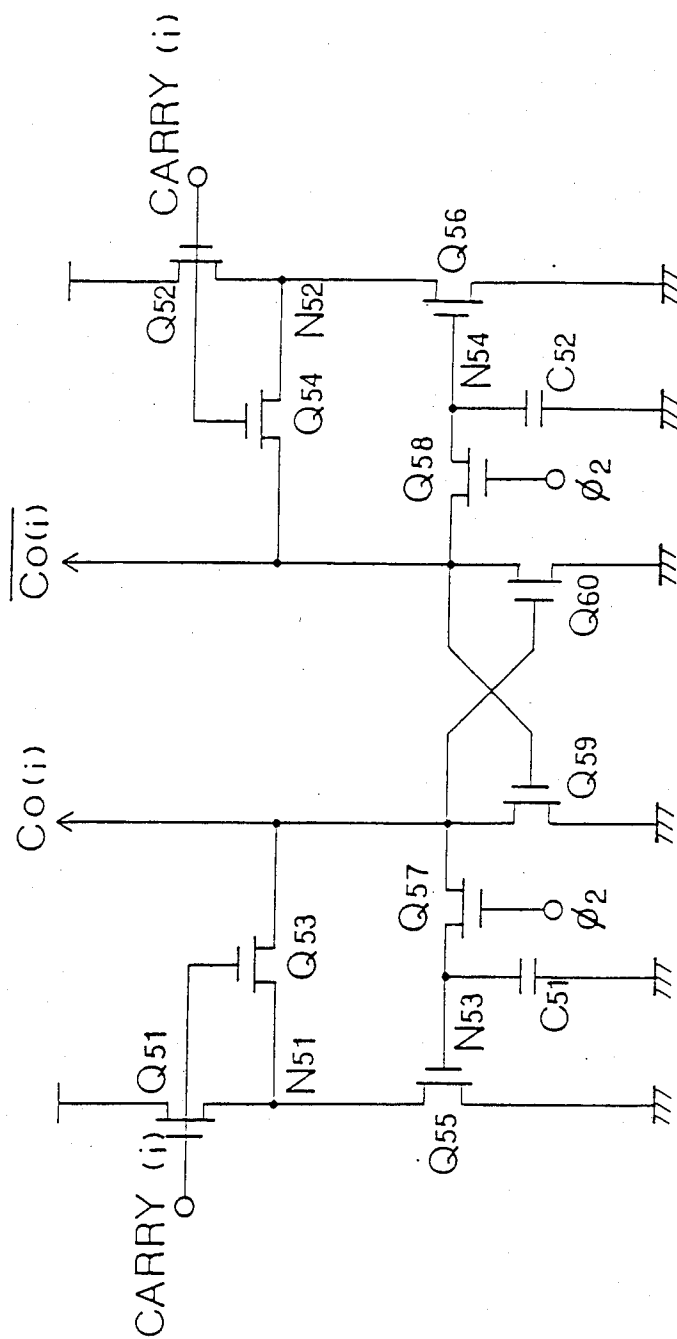 CO(i)
CO(i)
CARRY (i)
CARRY (i)
Q51
Q52
Q53
Q54
N51
N52
Q55
Q56
Q57
Q58
N53
N54
C51
C52
ϕ2
ϕ2
Q59
Q60